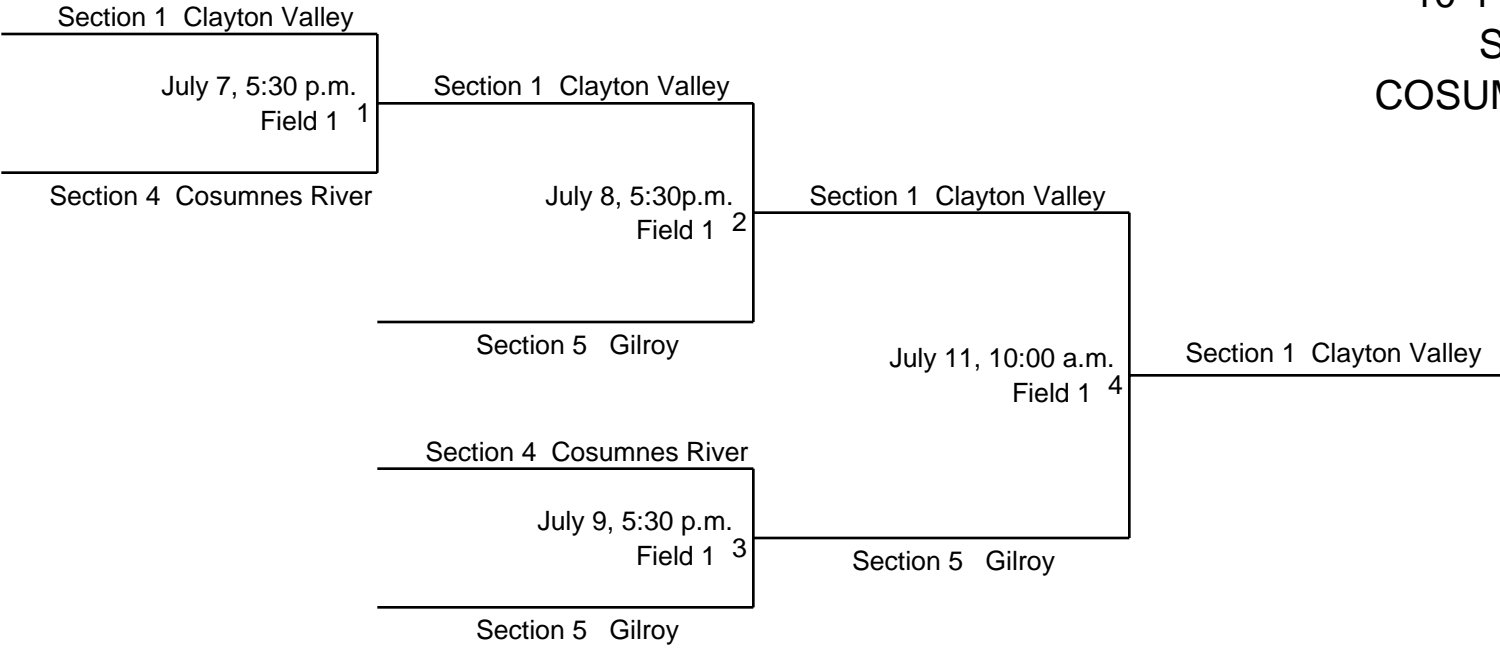 Section 1 Clayton Valley
July 7, 5:30 p.m.
Field 1 1
Section 4 Cosumnes River
Section 1 Clayton Valley
July 8, 5:30p.m.
Field 1 2
Section 5 Gilroy
Section 1 Clayton Valley
Section 4 Cosumnes River
July 9, 5:30 p.m.
Field 1 3
Section 5 Gilroy
July 11, 10:00 a.m.
Field 1 4
Section 5 Gilroy
Section 1 Clayton Valley